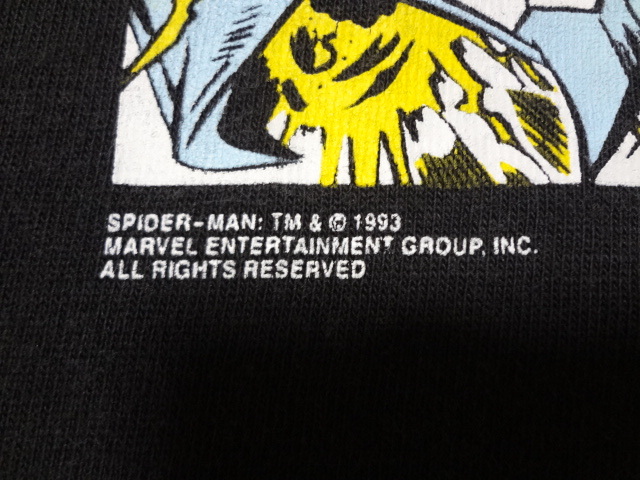 SPIDER-MAN: TM & © 1993
MARVEL ENTERTAINMENT GROUP, INC.
ALL RIGHTS RESERVED